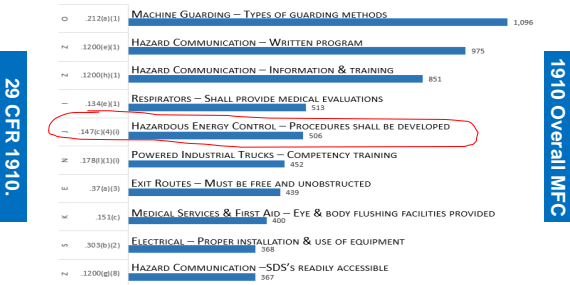 29 CFR 1910.
O .212(a)(1) MACHINE GUARDING – TYPES OF GUARDING METHODS 1,096
Z .1200(e)(1) HAZARD COMMUNICATION – WRITTEN PROGRAM 975
Z .1200(h)(1) HAZARD COMMUNICATION – INFORMATION & TRAINING 851
I .134(e)(1) RESPIRATORS – SHALL PROVIDE MEDICAL EVALUATIONS 513
J .147(c)(4)(i) HAZARDOUS ENERGY CONTROL – PROCEDURES SHALL BE DEVELOPED 506
N .178(l)(1)(i) POWERED INDUSTRIAL TRUCKS – COMPETENCY TRAINING 452
E .37(a)(3) EXIT ROUTES – MUST BE FREE AND UNOBSTRUCTED 439
K .151(c) MEDICAL SERVICES & FIRST AID – EYE & BODY FLUSHING FACILITIES PROVIDED 400
S .303(b)(2) ELECTRICAL – PROPER INSTALLATION & USE OF EQUIPMENT 368
Z .1200(g)(8) HAZARD COMMUNICATION –SDS'S READILY ACCESSIBLE 367
1910 Overall MFC